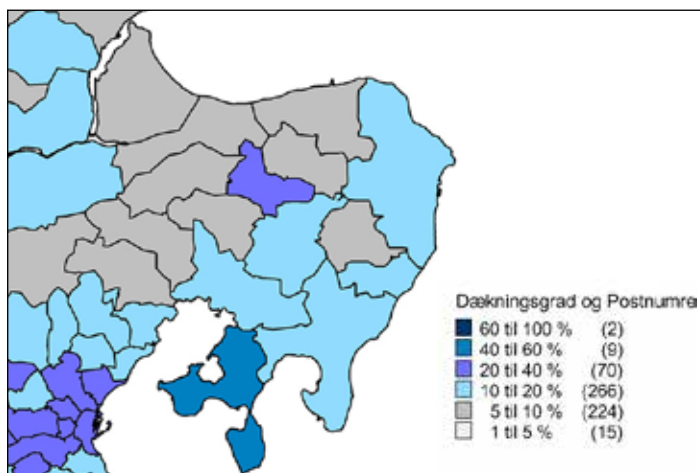 Dækningsgrad og Postnumre
60 til 100 % (2)
40 til 60 % (9)
20 til 40 % (70)
10 til 20 % (266)
5 til 10 % (224)
1 til 5 % (15)